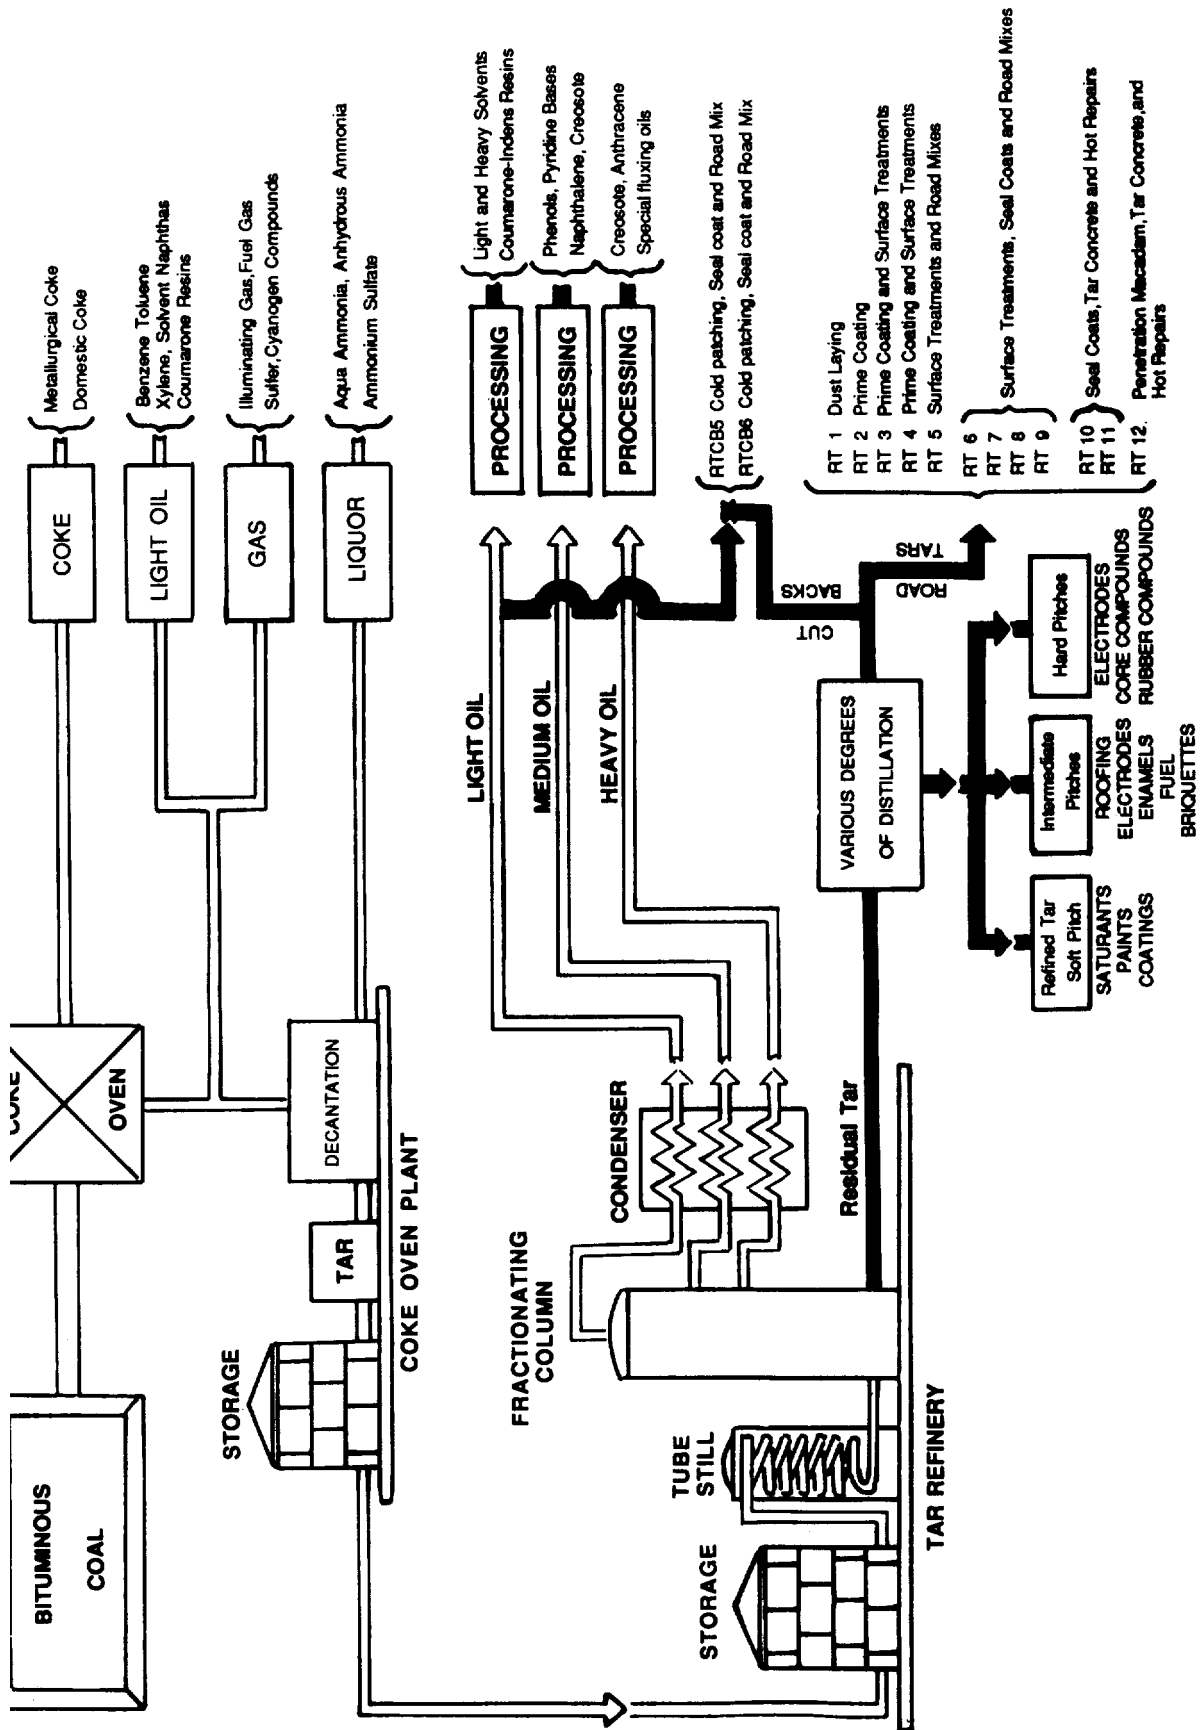 BITUMINOUS
COAL
COKE
OVEN
COKE
Metallurgical Coke
Domestic Coke
LIGHT OIL
Benzene Toluene
Xylene, Solvent Naphthas
Coumarone Resins
GAS
Illuminating Gas, Fuel Gas
Sulfer, Cyanogen Compounds
LIQUOR
Aqua Ammonia, Anhydrous Ammonia
Ammonium Sulfate
STORAGE
TAR
DECANTATION
COKE OVEN PLANT
STORAGE
TUBE
STILL
FRACTIONATING
COLUMN
CONDENSER
TAR REFINERY
LIGHT OIL
MEDIUM OIL
HEAVY OIL
PROCESSING
Light and Heavy Solvents
Coumarone-Indens Resins
PROCESSING
Phenols, Pyridine Bases
Naphthalene, Creosote
PROCESSING
Creosote, Anthracene
Special fluxing oils
RTCB5 Cold patching, Seal coat and Road Mix
RTCB6 Cold patching, Seal coat and Road Mix
CUT BACKS
ROAD TARS
Residual Tar
VARIOUS DEGREES
OF DISTILLATION
RT 1 Dust Laying
RT 2 Prime Coating
RT 3 Prime Coating and Surface Treatments
RT 4 Prime Coating and Surface Treatments
RT 5 Surface Treatments and Road Mixes
RT 6
RT 7
RT 8
RT 9
Surface Treatments, Seal Coats and Road Mixes
RT 10
RT 11
Seal Coats, Tar Concrete and Hot Repairs
RT 12. Penetration Macadam, Tar Concrete, and
Hot Repairs
Refined Tar
Soft Pitch
SATURANTS
PAINTS
COATINGS
Intermediate
Pitches
ROOFING
ELECTRODES
ENAMELS
FUEL
BRIQUETTES
Hard Pitches
ELECTRODES
CORE COMPOUNDS
RUBBER COMPOUNDS